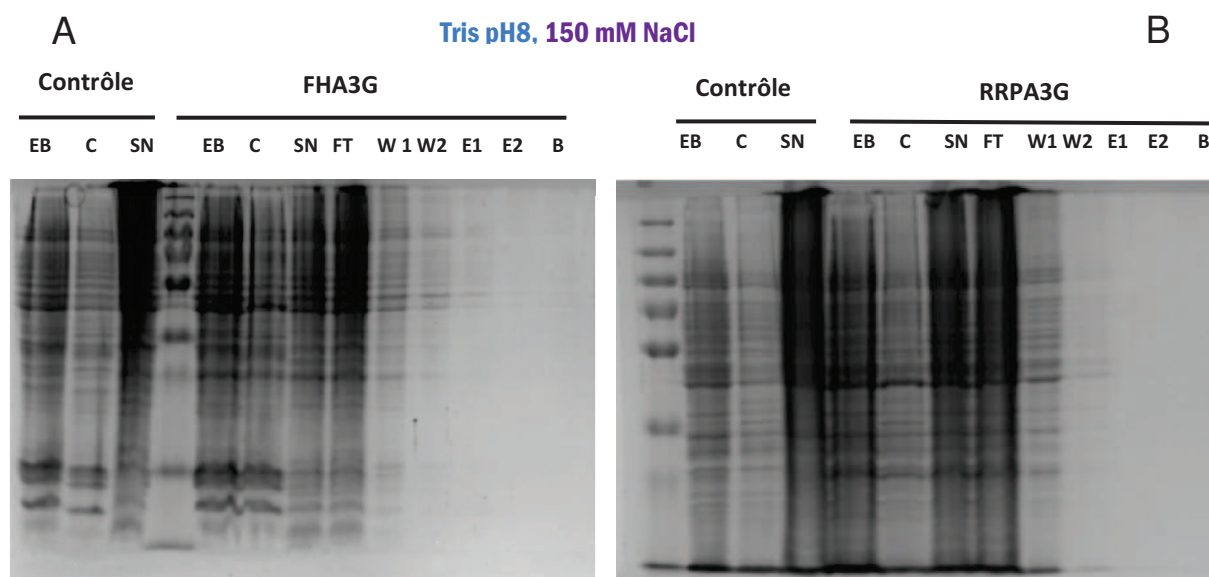 A
Tris pH8, 150 mM NaCl
B
Contrôle
FHA3G
EB C SN EB C SN FT W 1 W2 E1 E2 B
Contrôle
RRPA3G
EB C SN EB C SN FT W1 W2 E1 E2 B